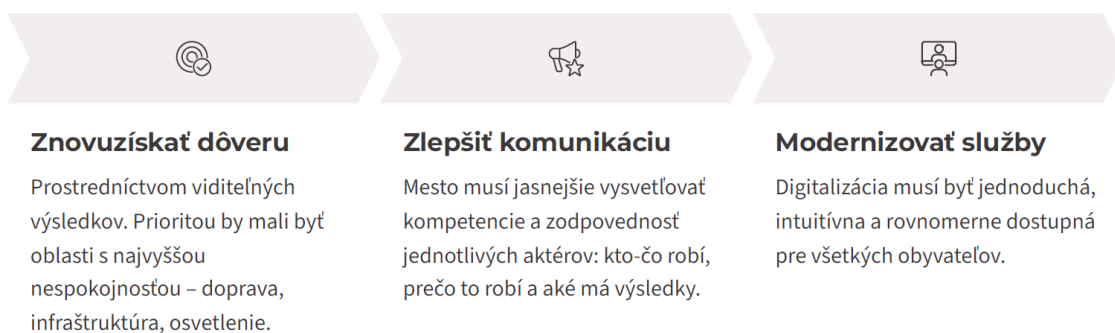 Znovuzískať dôveru
Prostredníctvom viditeľných
výsledkov. Prioritou by mali byť
oblasti s najvyššou
nespokojnosťou – doprava,
infraštruktúra, osvetlenie.
Zlepšiť komunikáciu
Mesto musí jasnejšie vysvetľovať
kompetencie a zodpovednosť
jednotlivých aktérov: kto-čo robí,
prečo to robí a aké má výsledky.
Modernizovať služby
Digitalizácia musí byť jednoduchá,
intuitívna a rovnomerne dostupná
pre všetkých obyvateľov.